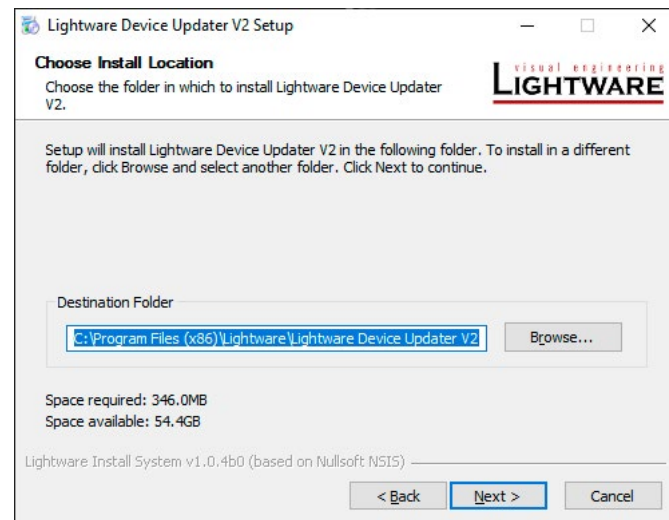 Lightware Device Updater V2 Setup
Choose Install Location
Choose the folder in which to install Lightware Device Updater
V2.
visual engineering
LIGHTWARE
Setup will install Lightware Device Updater V2 in the following folder. To install in a different
folder, click Browse and select another folder. Click Next to continue.
Destination Folder
C:\Program Files (x86)\Lightware\Lightware Device Updater V2
Browse...
Space required: 346.0MB
Space available: 54.4GB
Lightware Install System v1.0.4b0 (based on Nullsoft NSIS)
< Back
Next >
Cancel